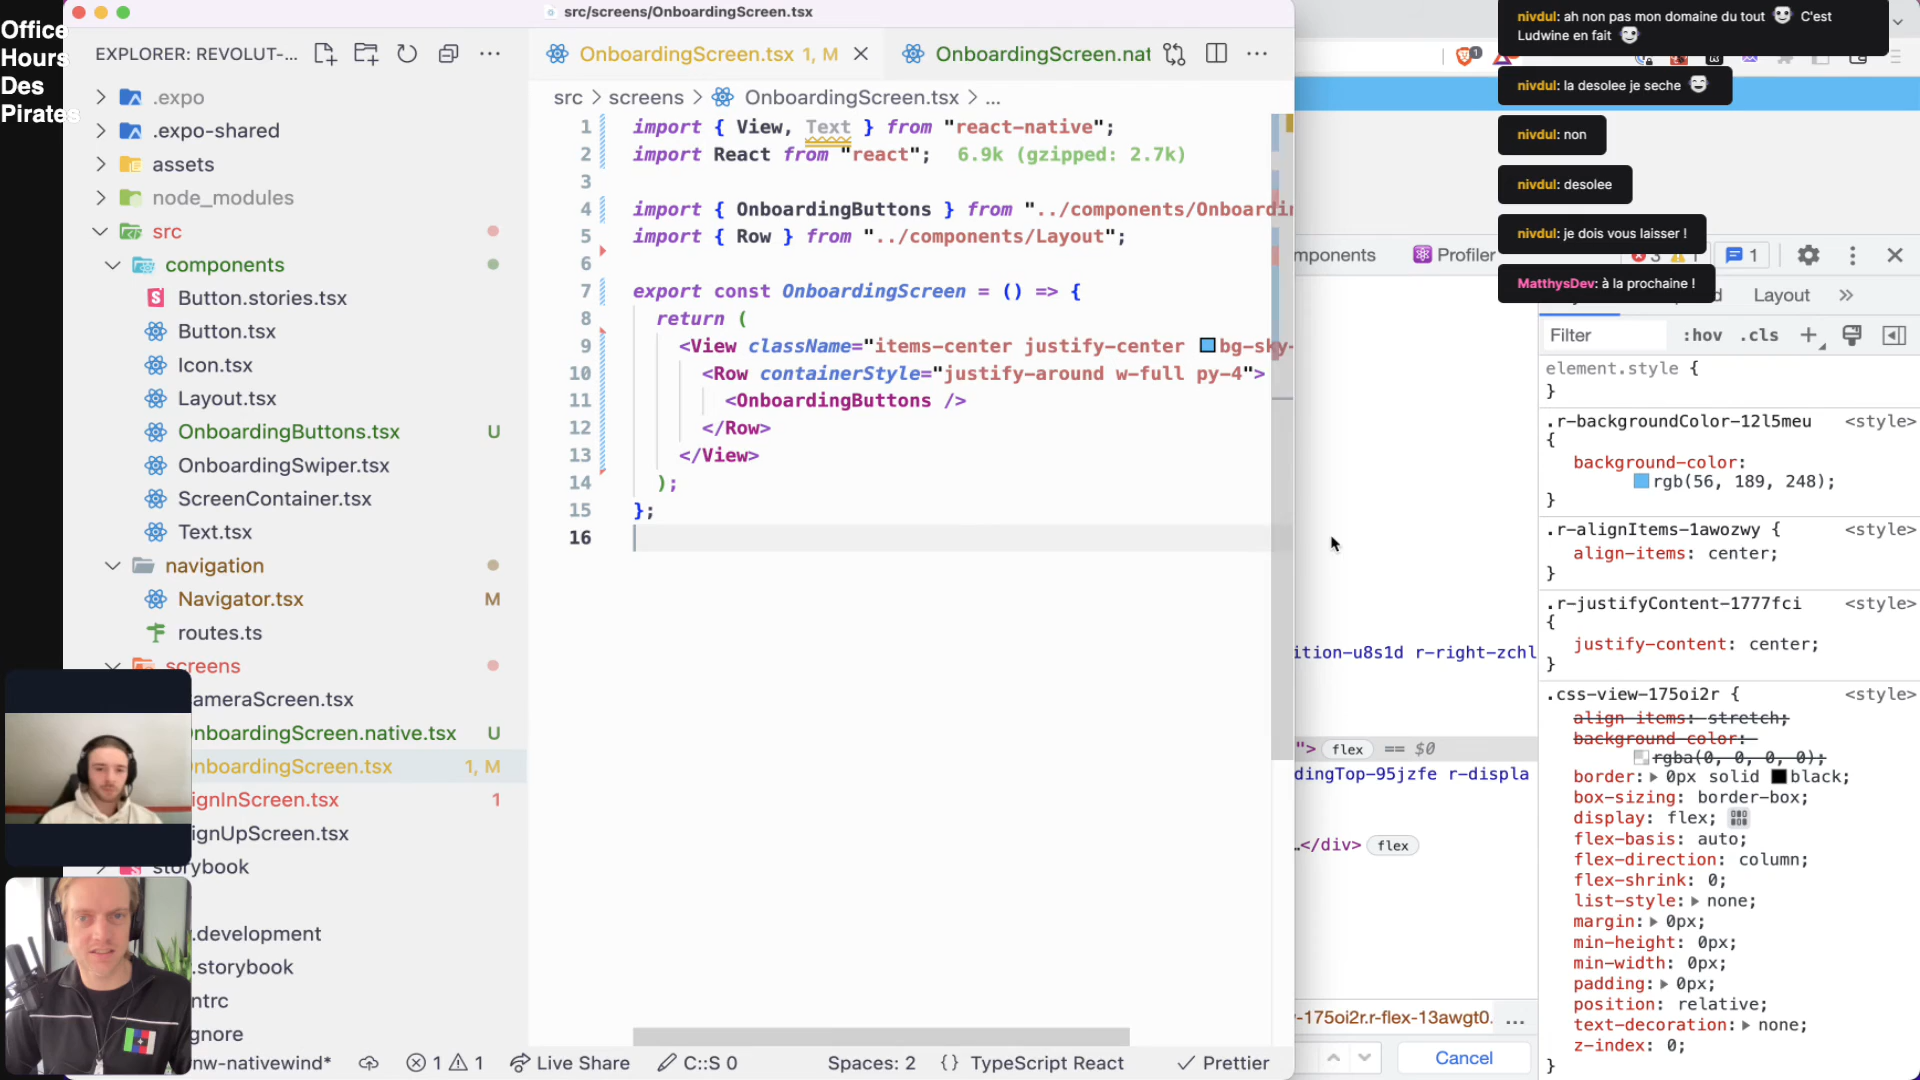 Office
Hours
Des
Pirates
src/screens/OnboardingScreen.tsx
EXPLORER: REVOLUT-...
.expo
.expo-shared
assets
node_modules
src
components
Button.stories.tsx
Button.tsx
Icon.tsx
Layout.tsx
OnboardingButtons.tsx U
OnboardingSwiper.tsx
ScreenContainer.tsx
Text.tsx
navigation
Navigator.tsx M
routes.ts
screens
ameraScreen.tsx
nboardingScreen.native.tsx U
nboardingScreen.tsx 1, M
ignInScreen.tsx 1
ignUpScreen.tsx
storybook
.development
.storybook
ntrc
gnore
OnboardingScreen.tsx 1, M
OnboardingScreen.nat
src > screens > OnboardingScreen.tsx > ...
1 import { View, Text } from "react-native";
2 import React from "react"; 6.9k (gzipped: 2.7k)
3
4 import { OnboardingButtons } from "../components/Onboardin
5 import { Row } from "../components/Layout";
6
7 export const OnboardingScreen = () => {
8 return (
9 <View className="items-center justify-center bg-sky-
10 <Row containerStyle="justify-around w-full py-4">
11 <OnboardingButtons />
12 </Row>
13 </View>
14 );
15 };
16
nw-nativewind* 1 1 Live Share C::S 0 Spaces: 2 {} TypeScript React Prettier
nivdul: ah non pas mon domaine du tout C'est
Ludwine en fait
nivdul: la desolee je seche
nivdul: non
nivdul: desolee
nivdul: je dois vous laisser !
MatthysDev: à la prochaine !
mponents Profiler 3 1 1
Layout »
Filter :hov .cls +
element.style {
}
.r-backgroundColor-12l5meu <style>
{
background-color:
rgb(56, 189, 248);
}
.r-alignItems-1awozwy { <style>
align-items: center;
}
.r-justifyContent-1777fci <style>
{
justify-content: center;
}
.css-view-175oi2r { <style>
align-items: stretch;
background-color:
rgba(0, 0, 0, 0);
border: 0px solid black;
box-sizing: border-box;
display: flex;
flex-basis: auto;
flex-direction: column;
flex-shrink: 0;
list-style: none;
margin: 0px;
min-height: 0px;
min-width: 0px;
padding: 0px;
position: relative;
text-decoration: none;
z-index: 0;
}
ition-u8s1d r-right-zchl
"> flex == $0
dingTop-95jzfe r-displa
…</div> flex
r-175oi2r.r-flex-13awgt0. ...
Cancel